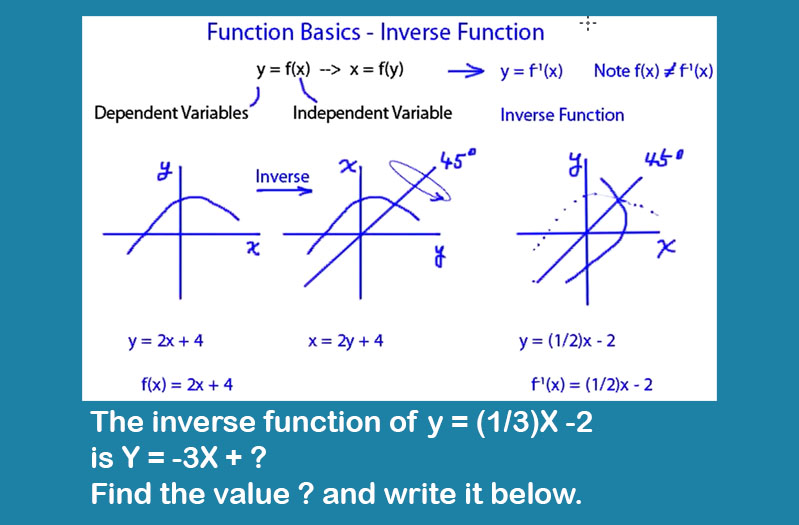 Function Basics - Inverse Function
y = f(x) --> x = f(y) → y = f⁻¹(x) Note f(x) ≠ f⁻¹(x)
Dependent Variables Independent Variable Inverse Function
y Inverse x 45° y 45°
x y x
y = 2x + 4 x = 2y + 4 y = (1/2)x - 2
f(x) = 2x + 4 f⁻¹(x) = (1/2)x - 2
The inverse function of y = (1/3)X -2
is Y = -3X + ?
Find the value ? and write it below.